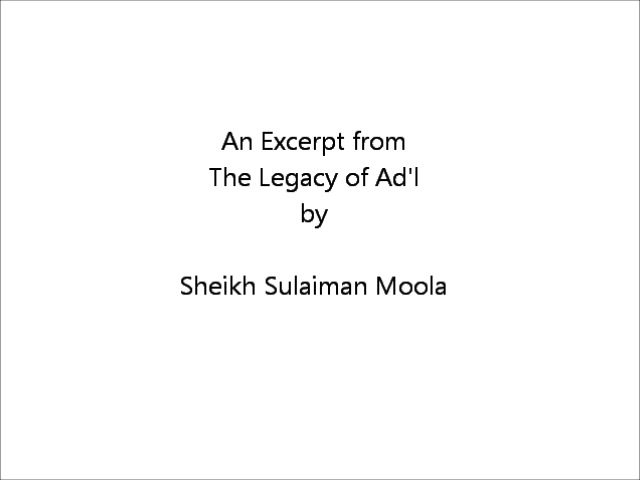 An Excerpt from
The Legacy of Ad'l
by
Sheikh Sulaiman Moola